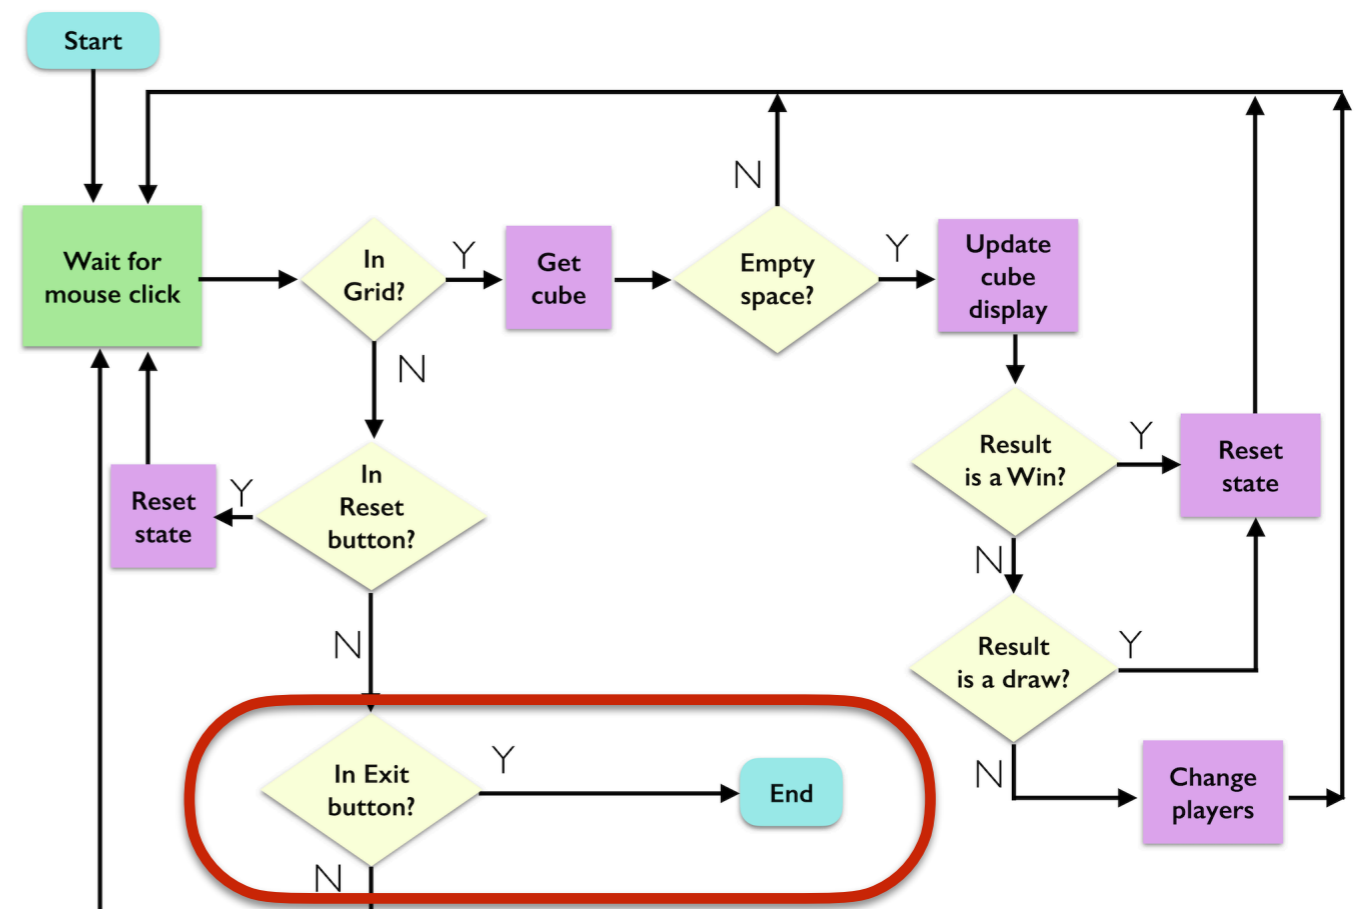 Start
Wait for
mouse click
In
Grid?
Y
Get
cube
Empty
space?
N
Y
Update
cube
display
N
Result
is a Win?
Y
Reset
state
In
Reset
button?
Y
Reset
state
N
Result
is a draw?
Y
N
In Exit
button?
Y
End
N
Change
players
N